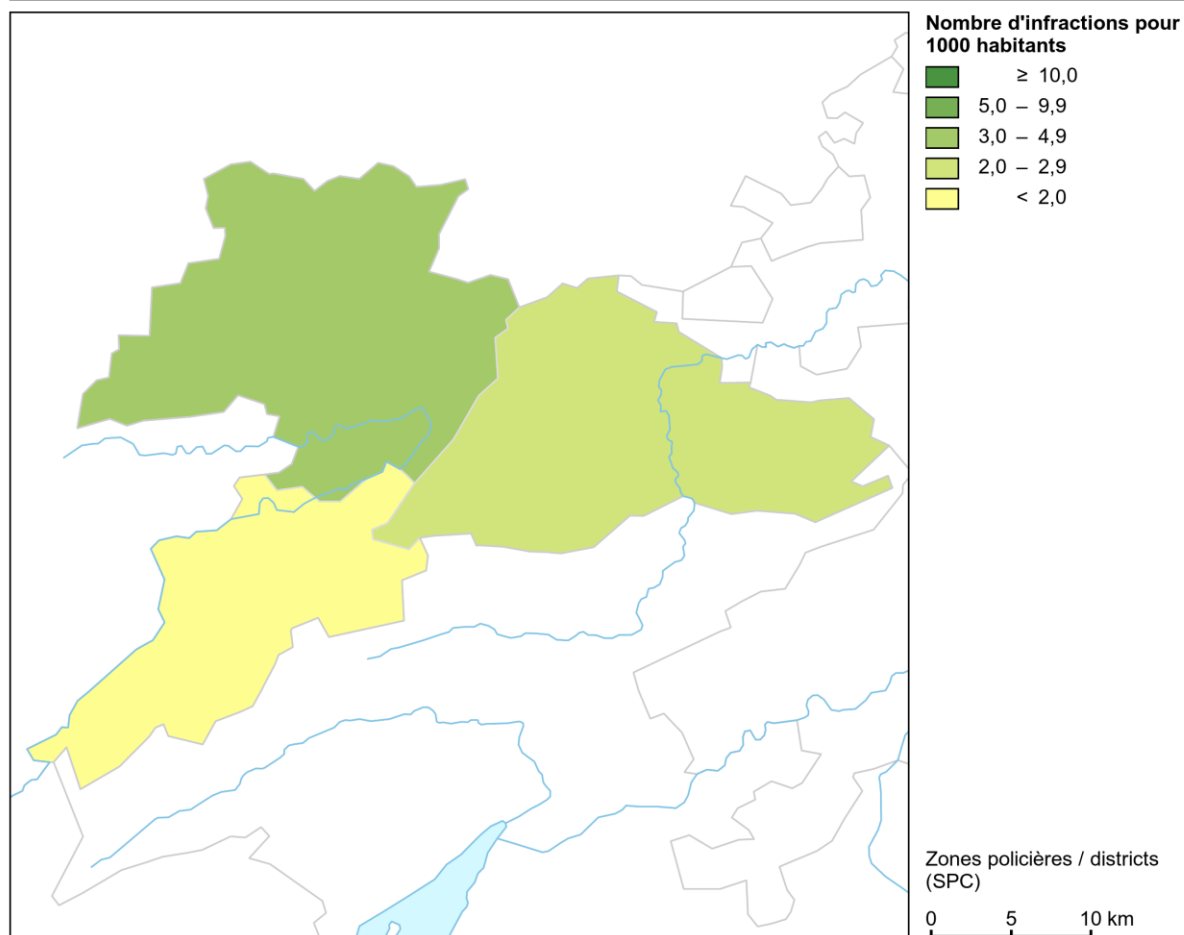 Nombre d'infractions pour
1000 habitants
≥ 10,0
5,0 – 9,9
3,0 – 4,9
2,0 – 2,9
< 2,0
Zones policières / districts
(SPC)
0 5 10 km